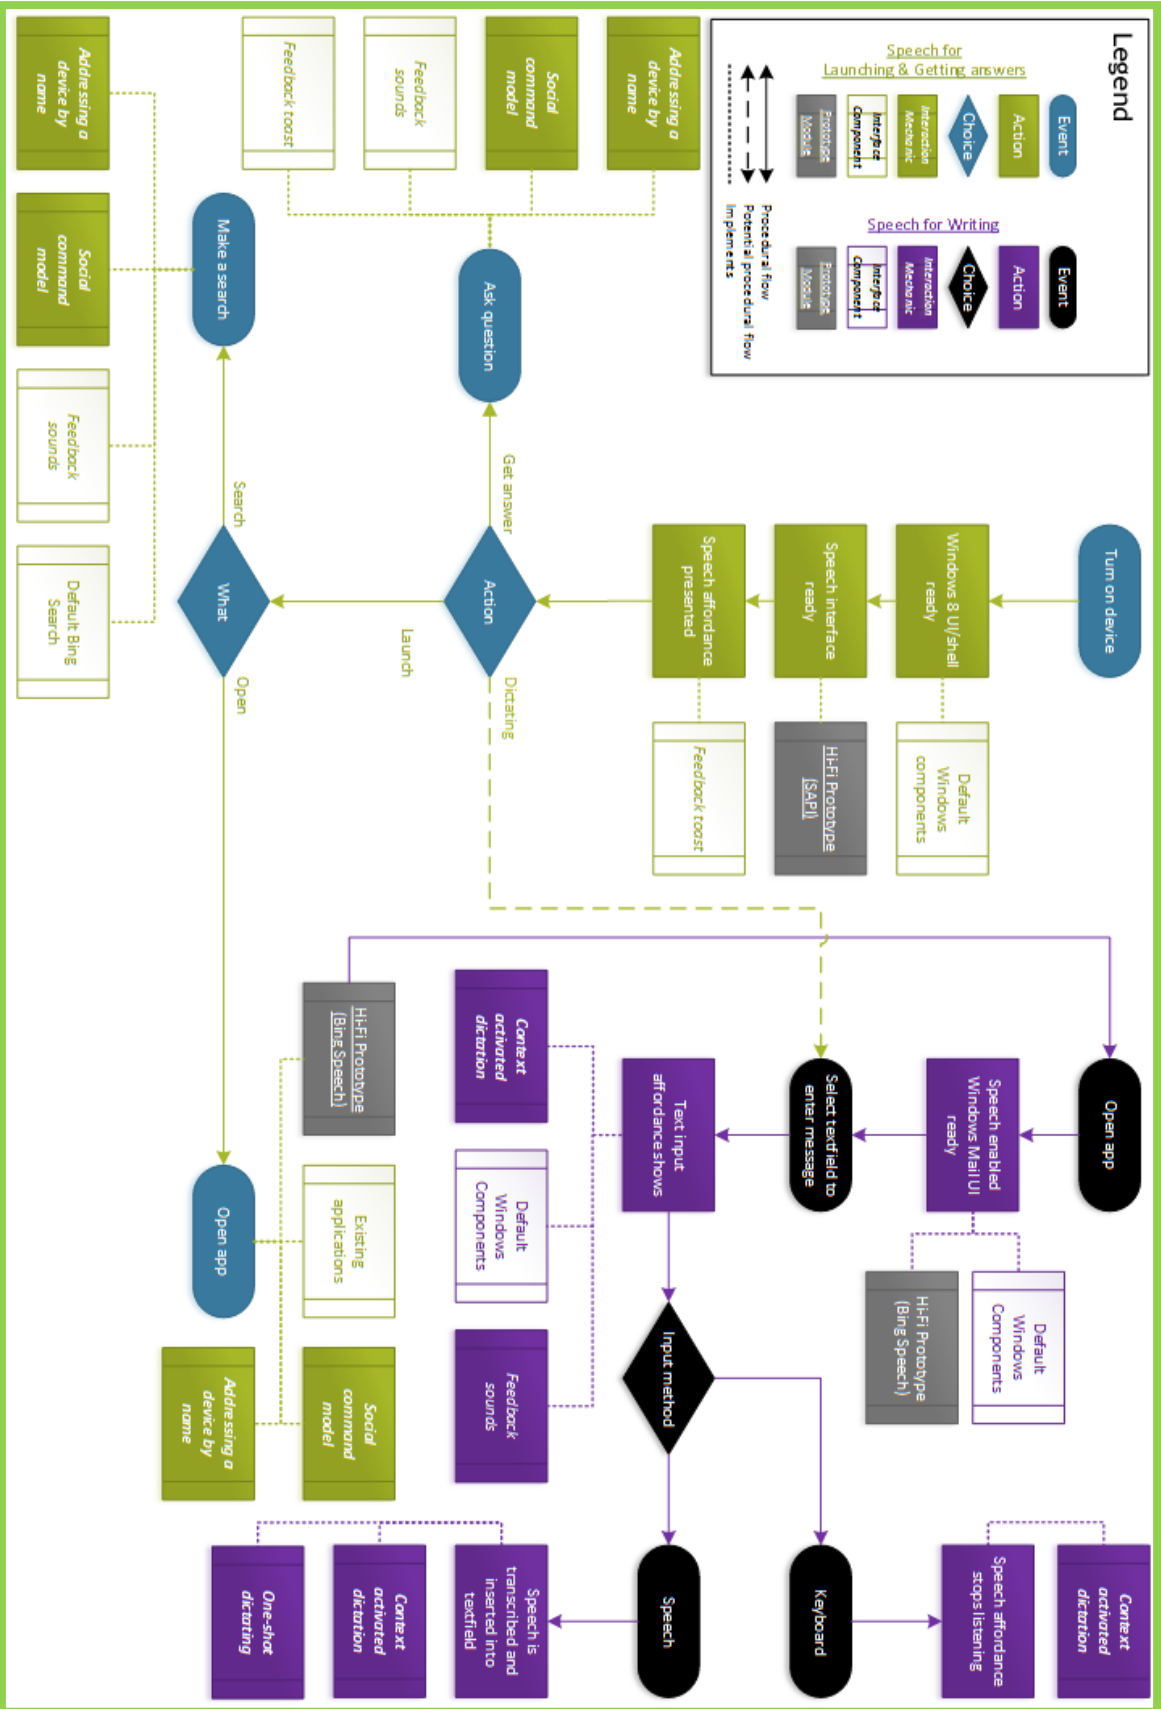 Legend
Speech for
Launching & Getting answers
Event
Action
Choice
Interaction
Mechanic
Interface
Component
Prototype
Module
Speech for Writing
Event
Action
Choice
Interaction
Mechanic
Interface
Component
Prototype
Module
Procedural flow
Potential procedural flow
Implements
Turn on device
Windows 8 UI/shell
ready
Default
Windows
components
Speech interface
ready
Hi-Fi Prototype
(SAPI)
Speech affordance
presented
Feedback toast
Action
Get answer
Dictating
Launch
Ask question
Addressing a
device by
name
Social
command
model
Feedback
sounds
Feedback toast
What
Search
Open
Make a search
Addressing a
device by
name
Social
command
model
Feedback
sounds
Default Bing
Search
Open app
Hi-Fi Prototype
(Bing Speech)
Existing
applications
Social
command
model
Addressing a
device by
name
Open app
Speech enabled
Windows Mail UI
ready
Default
Windows
Components
Hi-Fi Prototype
(Bing Speech)
Select textfield to
enter message
Text input
affordance shows
Context
activated
dictation
Default
Windows
Components
Feedback
sounds
Input method
Keyboard
Speech affordance
stops listening
Context
activated
dictation
Speech
Speech is
transcribed and
inserted into
textfield
Context
activated
dictation
One-shot
dictating